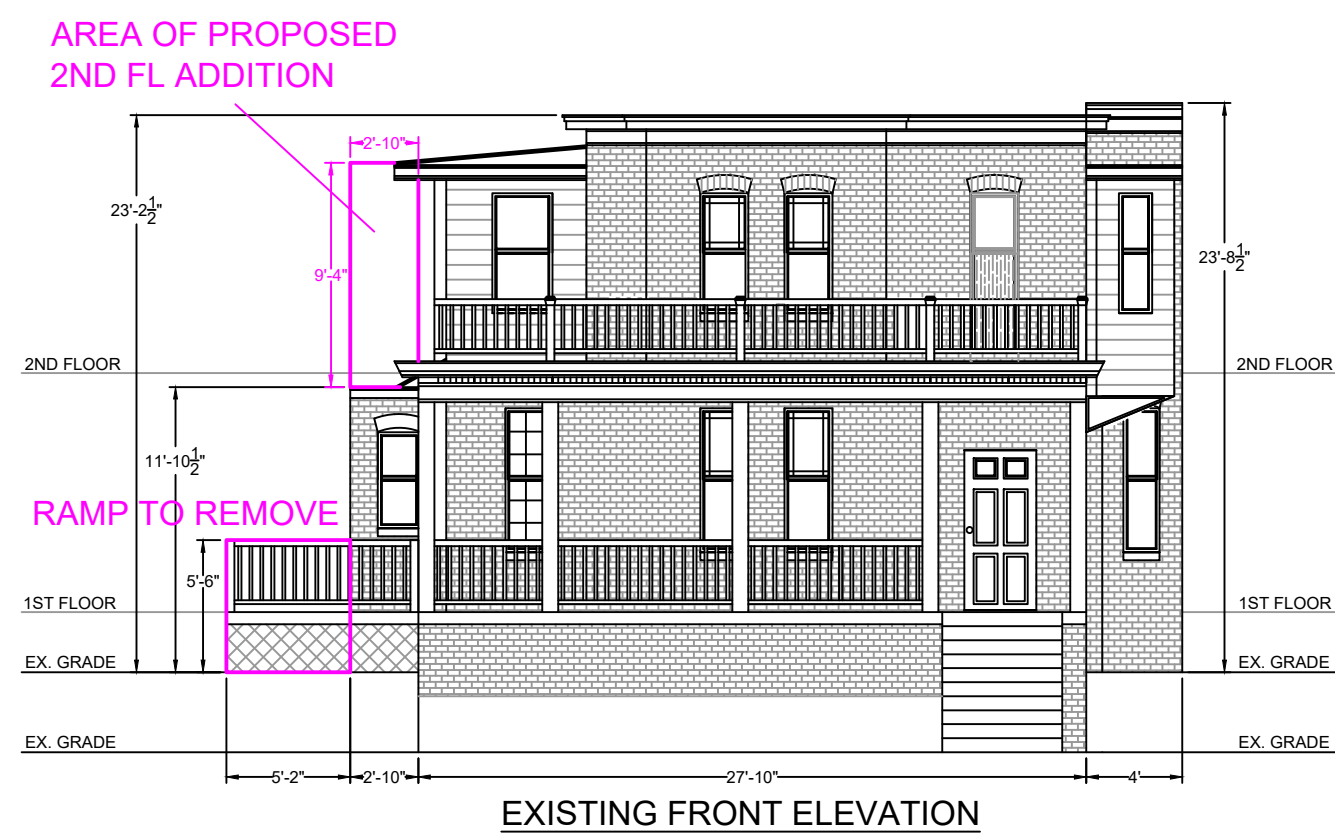 AREA OF PROPOSED
2ND FL ADDITION
2'-10"
23'-2 1/2"
9'-4"
23'-8 1/2"
2ND FLOOR
2ND FLOOR
11'-10 1/2"
RAMP TO REMOVE
5'-6"
1ST FLOOR
1ST FLOOR
EX. GRADE
EX. GRADE
EX. GRADE
EX. GRADE
5'-2"
2'-10"
27'-10"
4'
EXISTING FRONT ELEVATION